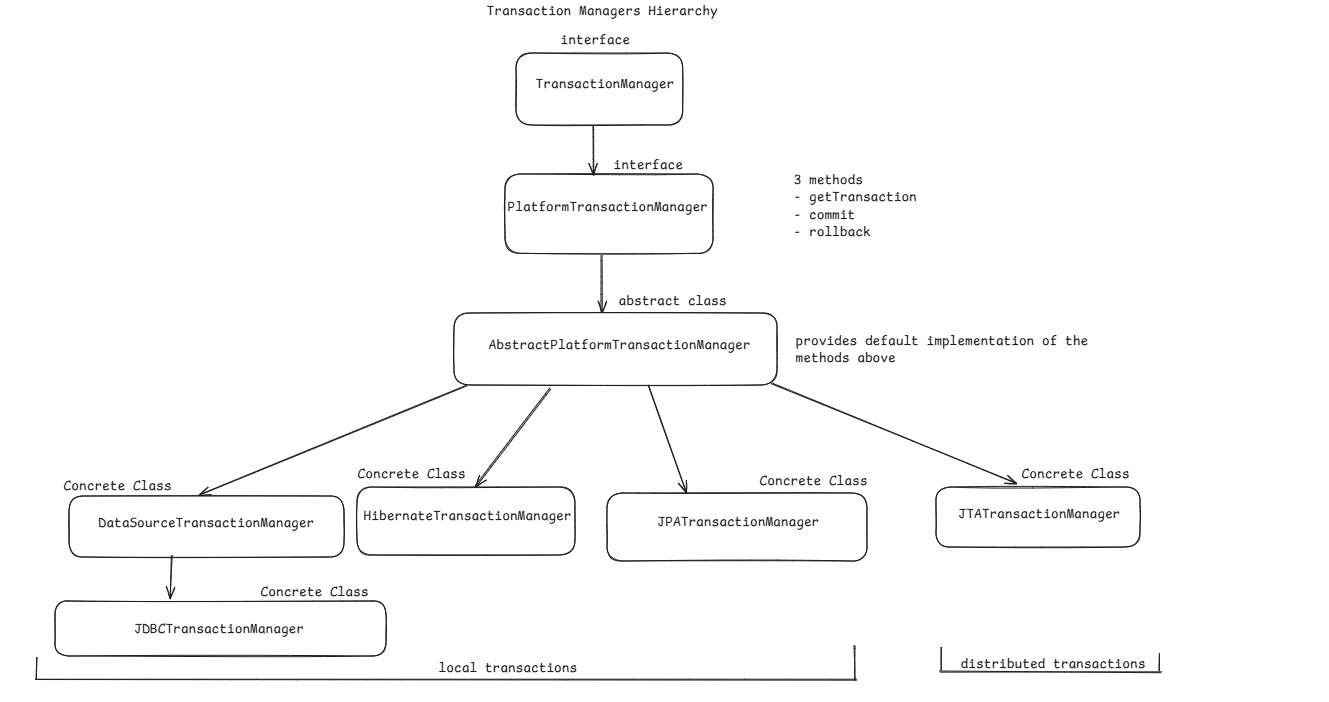 Transaction Managers Hierarchy
interface
TransactionManager
interface
PlatformTransactionManager
3 methods
- getTransaction
- commit
- rollback
abstract class
AbstractPlatformTransactionManager
provides default implementation of the
methods above
Concrete Class
DataSourceTransactionManager
Concrete Class
HibernateTransactionManager
Concrete Class
JPATransactionManager
Concrete Class
JTATransactionManager
Concrete Class
JDBCTransactionManager
local transactions
distributed transactions